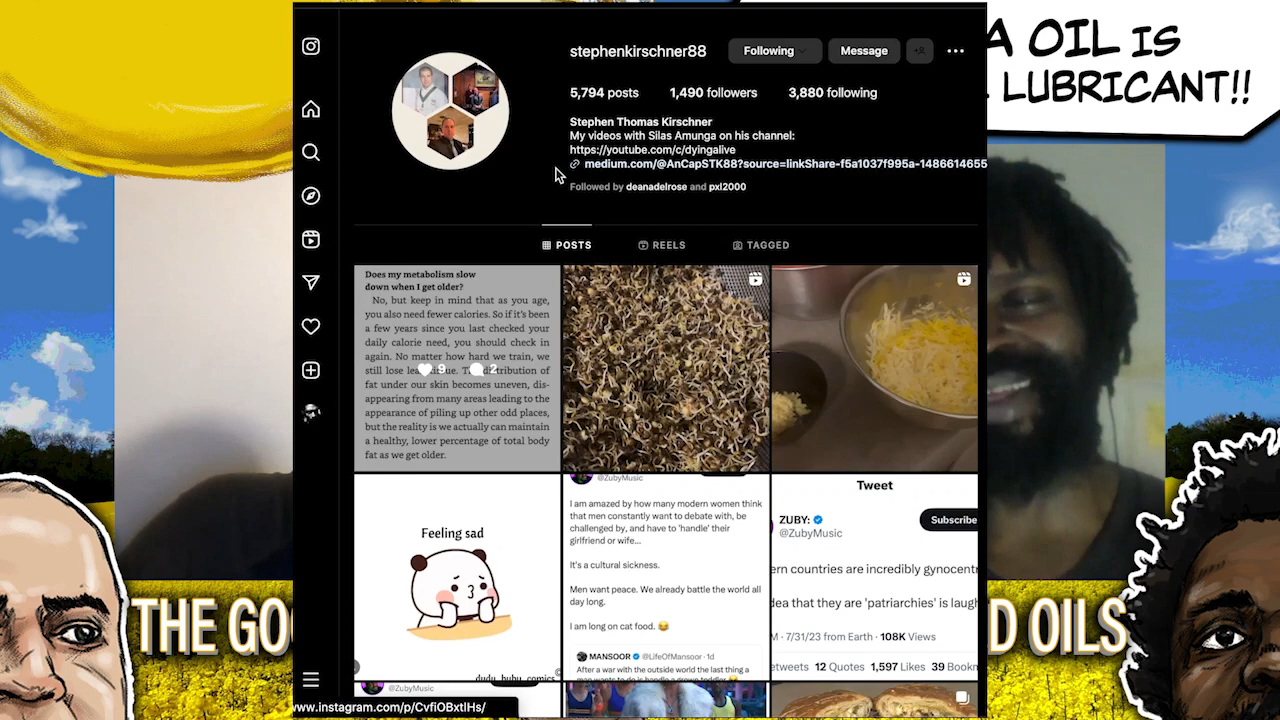 A OIL IS
LUBRICANT!!
stephenkirschner88
Following
Message
5,794 posts
1,490 followers
3,880 following
Stephen Thomas Kirschner
My videos with Silas Amunga on his channel:
https://youtube.com/c/dyingalive
medium.com/@AnCapSTK88?source=linkShare-f5a1037f995a-1486614655
Followed by deanadelrose and pxl2000
POSTS
REELS
TAGGED
Does my metabolism slow
down when I get older?
No, but keep in mind that as you age,
you also need fewer calories. So if it's been
a few years since you last checked your
daily calorie need, you should check in
again. No matter how hard we train, we
still lose
9
2
fat under our skin becomes uneven, dis-
appearing from many areas leading to the
appearance of piling up other odd places,
but the reality is we actually can maintain
a healthy, lower percentage of total body
fat as we get older.
Feeling sad
dudu_bubu_comics
@ZubyMusic
I am amazed by how many modern women think
that men constantly want to debate with, be
challenged by, and have to 'handle' their
girlfriend or wife...
It's a cultural sickness.
Men want peace. We already battle the world all
day long.
I am long on cat food. 😂
MANSOOR @LifeOfMansoor · 1d
After a war with the outside world the last thing a
Tweet
ZUBY:
@ZubyMusic
Subscribe
ern countries are incredibly gynocent
dea that they are 'patriarchies' is laugh
M · 7/31/23 from Earth · 108K Views
etweets 12 Quotes 1,597 Likes 39 Bookn
@ZubyMusic
THE GO
D OILS
www.instagram.com/p/CvfiOBxtlHs/